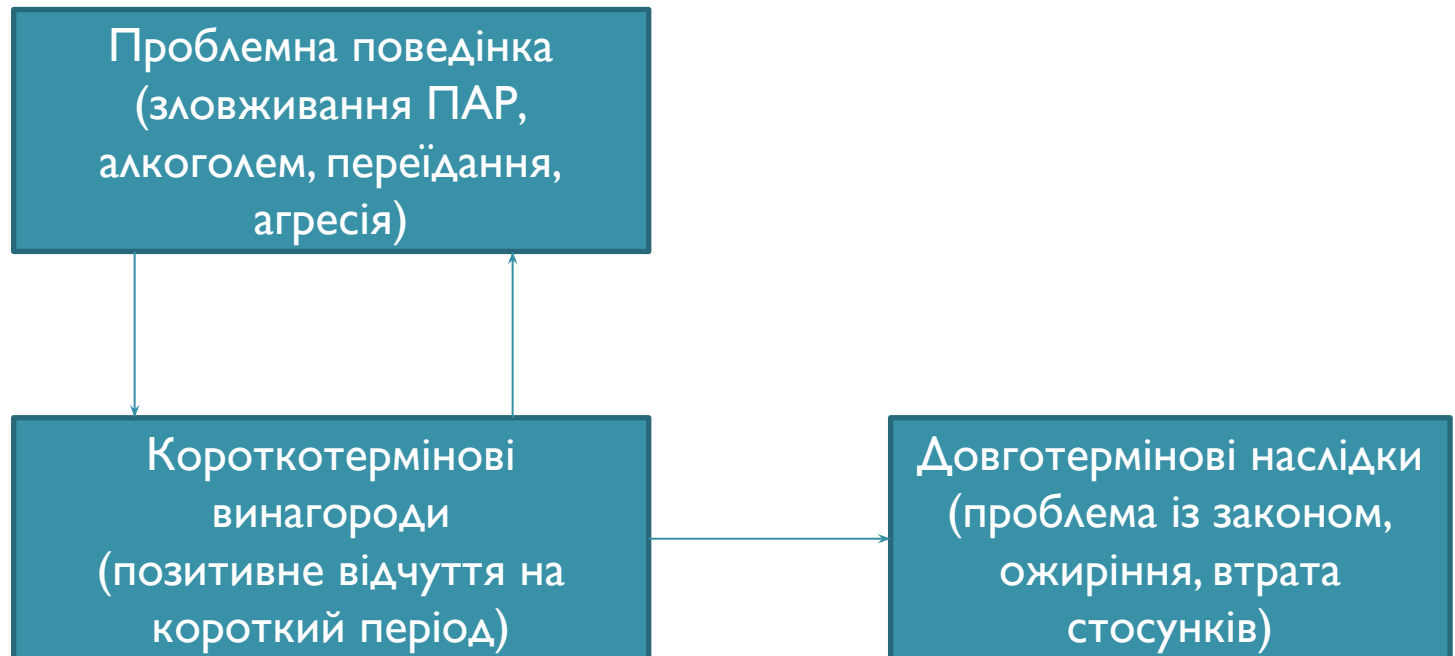 Проблемна поведінка
(зловживання ПАР,
алкоголем, переїдання,
агресія)
Короткотермінові
винагороди
(позитивне відчуття на
короткий період)
Довготермінові наслідки
(проблема із законом,
ожиріння, втрата
стосунків)